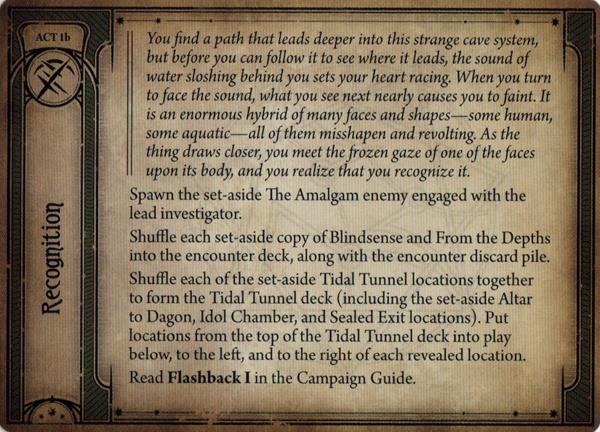 ACT 1b
Recognition
You find a path that leads deeper into this strange cave system,
but before you can follow it to see where it leads, the sound of
water sloshing behind you sets your heart racing. When you turn
to face the sound, what you see next nearly causes you to faint. It
is an enormous hybrid of many faces and shapes—some human,
some aquatic—all of them misshapen and revolting. As the
thing draws closer, you meet the frozen gaze of one of the faces
upon its body, and you realize that you recognize it.
Spawn the set-aside The Amalgam enemy engaged with the
lead investigator.
Shuffle each set-aside copy of Blindsense and From the Depths
into the encounter deck, along with the encounter discard pile.
Shuffle each of the set-aside Tidal Tunnel locations together
to form the Tidal Tunnel deck (including the set-aside Altar
to Dagon, Idol Chamber, and Sealed Exit locations). Put
locations from the top of the Tidal Tunnel deck into play
below, to the left, and to the right of each revealed location.
Read Flashback I in the Campaign Guide.